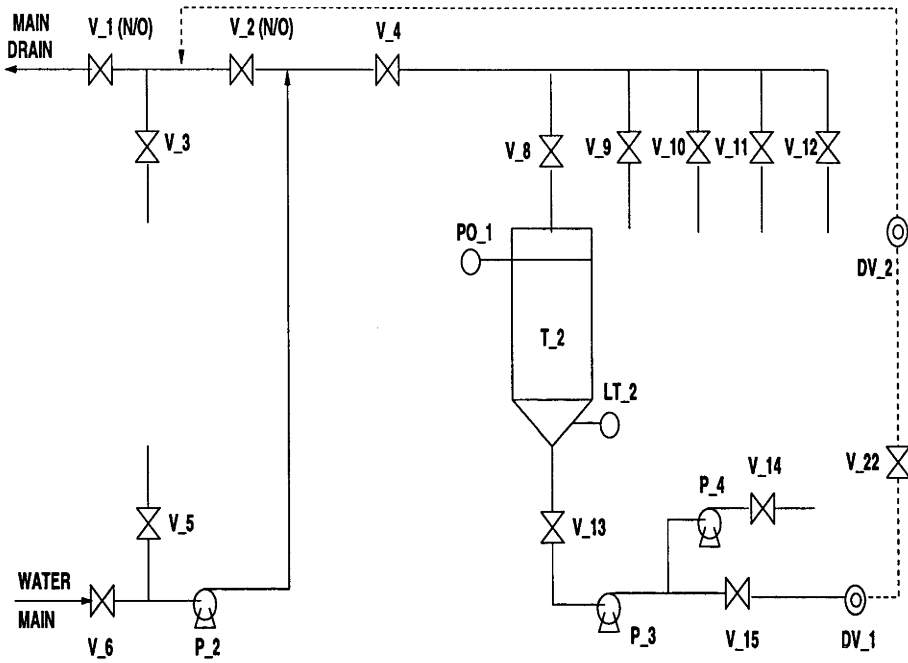 MAIN
DRAIN
V_1 (N/O)
V_2 (N/O)
V_4
V_3
V_8
V_9
V_10
V_11
V_12
PO_1
DV_2
T_2
LT_2
V_22
V_14
P_4
V_5
V_13
WATER
MAIN
V_6
P_2
P_3
V_15
DV_1